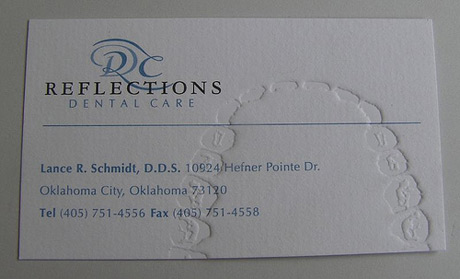 RDC
REFLECTIONS
DENTAL CARE
Lance R. Schmidt, D.D.S. 10924 Hefner Pointe Dr.
Oklahoma City, Oklahoma 73120
Tel (405) 751-4556 Fax (405) 751-4558